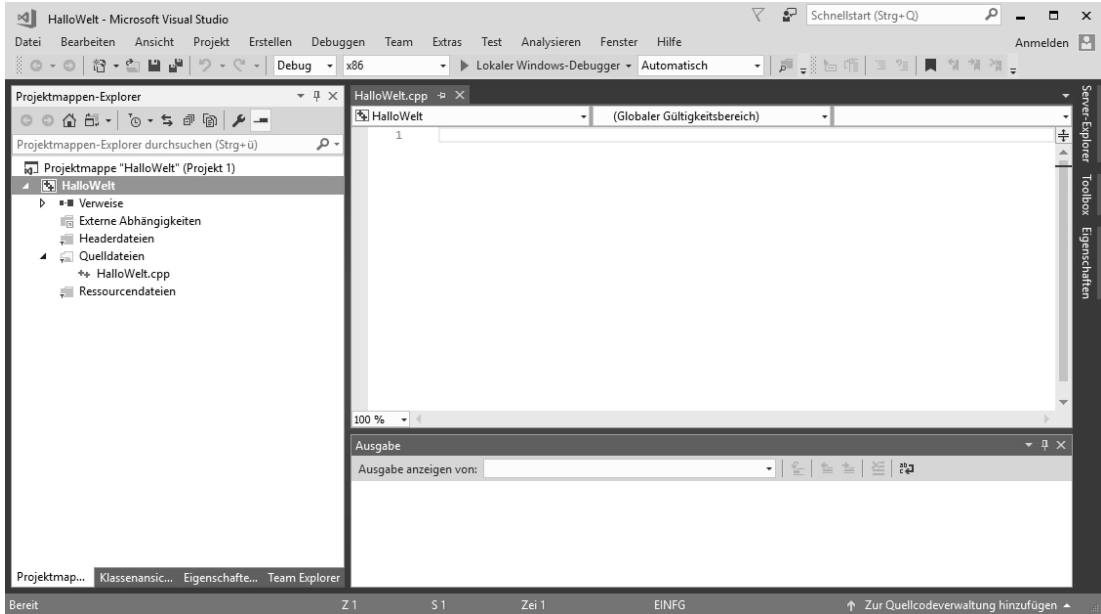 HalloWelt - Microsoft Visual Studio
Schnellstart (Strg+Q)
Datei Bearbeiten Ansicht Projekt Erstellen Debuggen Team Extras Test Analysieren Fenster Hilfe
Anmelden
Debug x86 Lokaler Windows-Debugger Automatisch
Projektmappen-Explorer
Projektmappen-Explorer durchsuchen (Strg+ü)
Projektmappe "HalloWelt" (Projekt 1)
HalloWelt
Verweise
Externe Abhängigkeiten
Headerdateien
Quelldateien
HalloWelt.cpp
Ressourcendateien
Projektmap... Klassenansic... Eigenschafte... Team Explorer
HalloWelt.cpp
HalloWelt (Globaler Gültigkeitsbereich)
1
100 %
Ausgabe
Ausgabe anzeigen von:
Server-Explorer
Toolbox
Eigenschaften
Bereit Z 1 S 1 Zei 1 EINFG Zur Quellcodeverwaltung hinzufügen